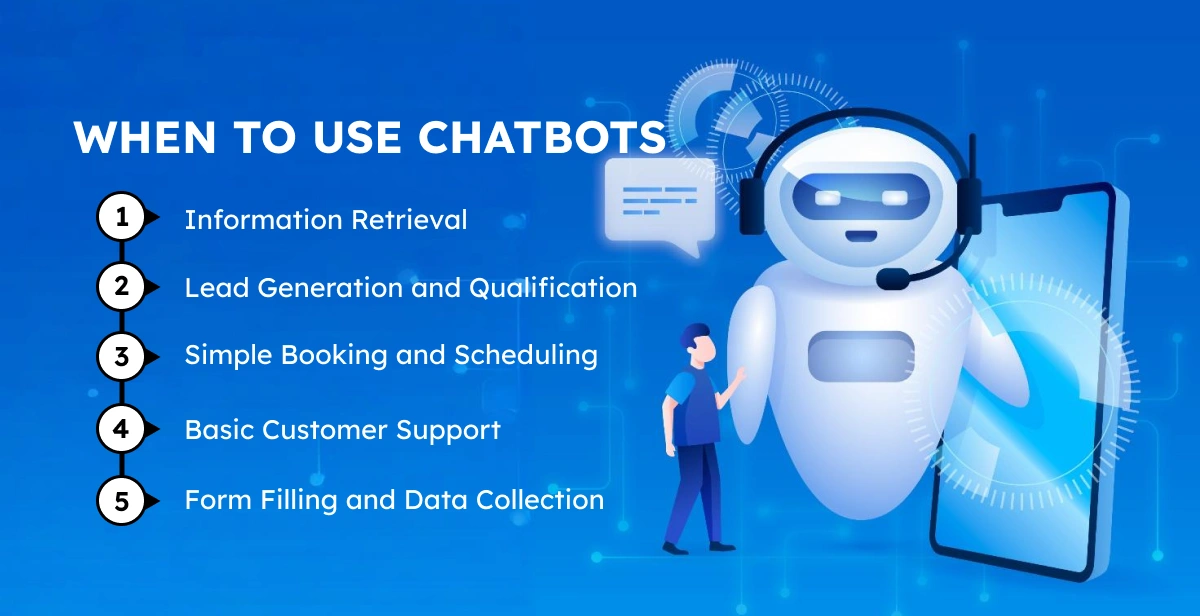 WHEN TO USE CHATBOTS
1 Information Retrieval
2 Lead Generation and Qualification
3 Simple Booking and Scheduling
4 Basic Customer Support
5 Form Filling and Data Collection